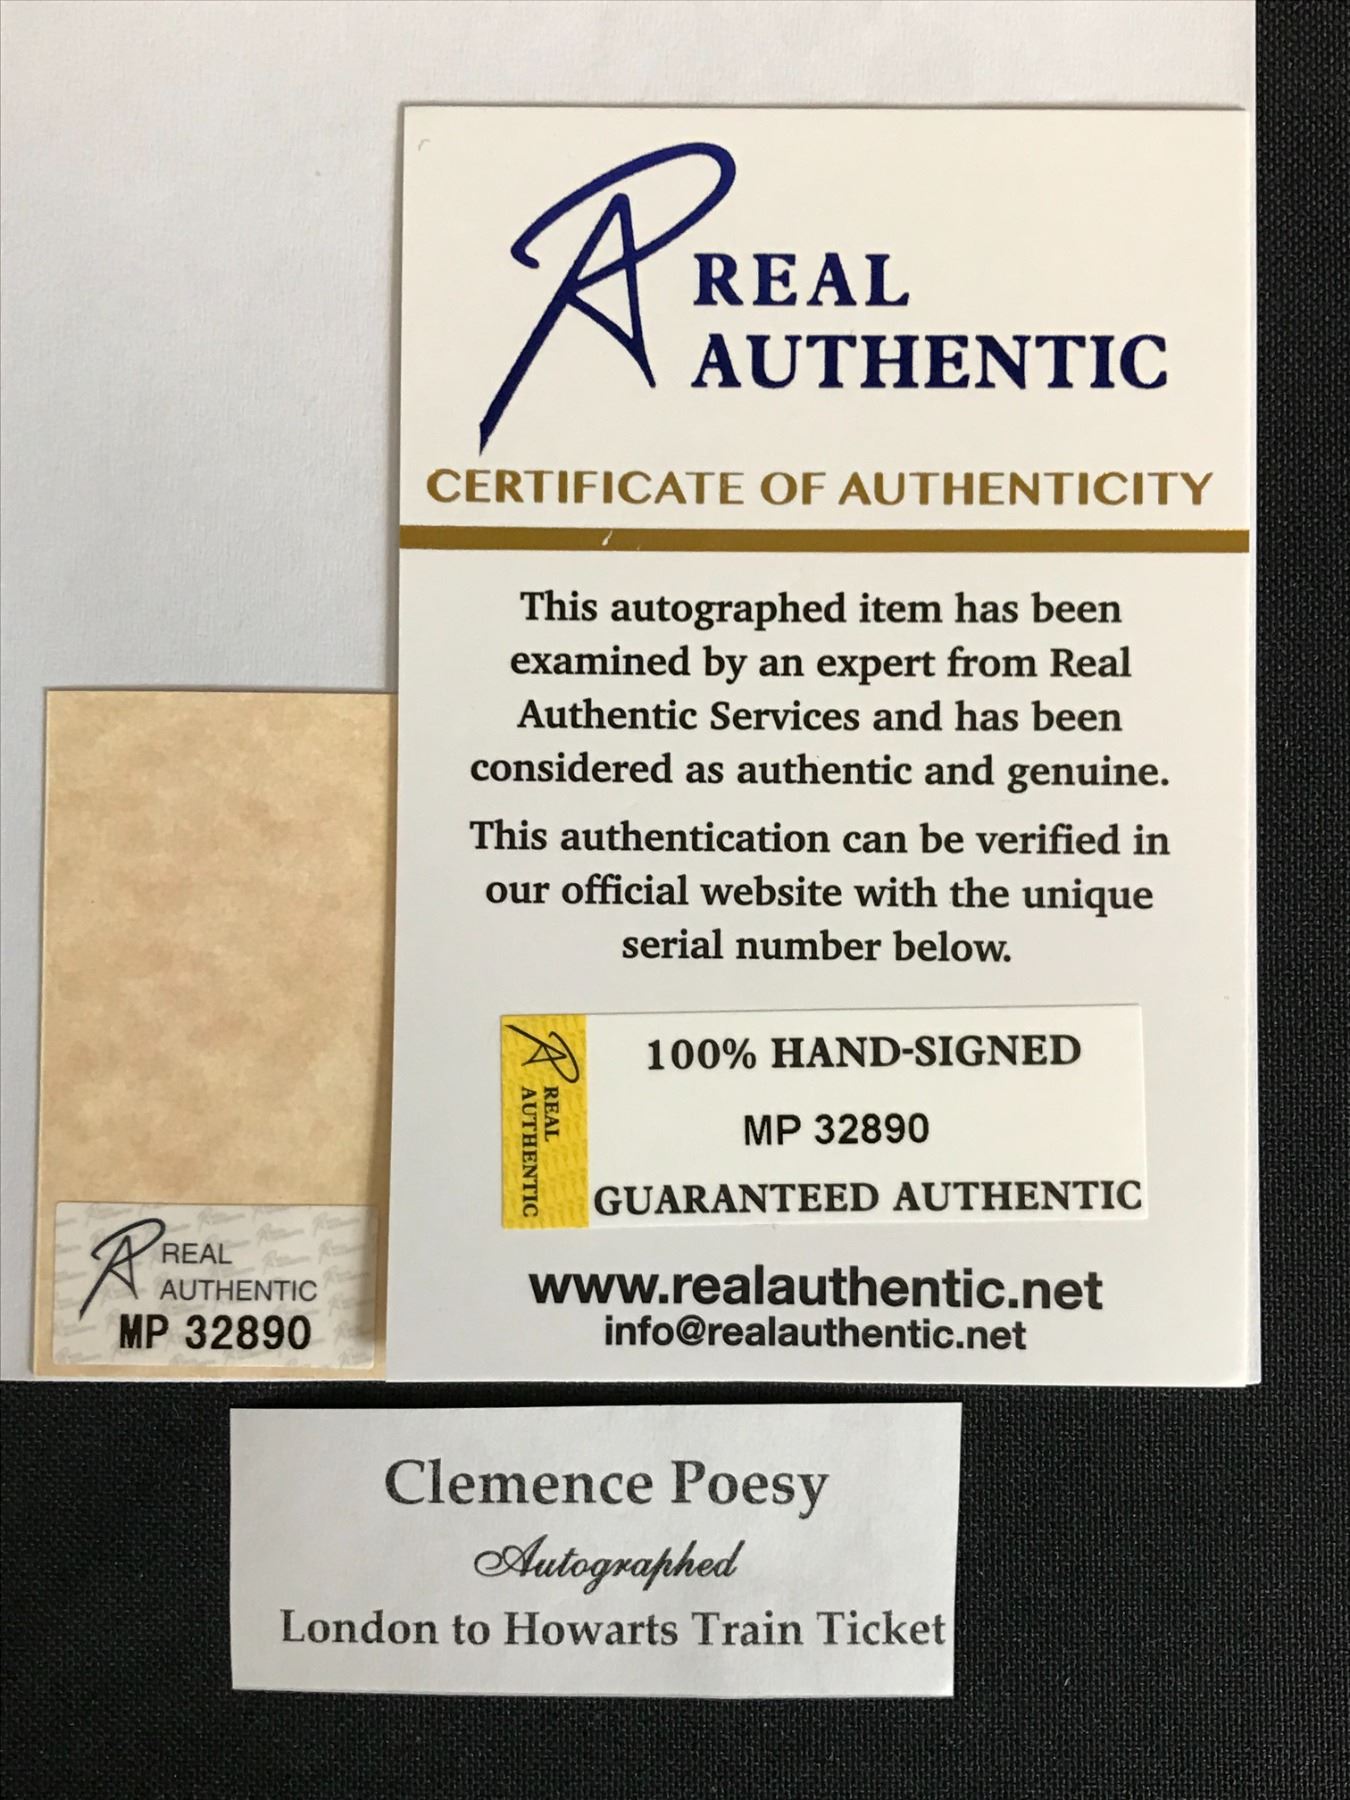 REAL
AUTHENTIC
CERTIFICATE OF AUTHENTICITY
This autographed item has been
examined by an expert from Real
Authentic Services and has been
considered as authentic and genuine.
This authentication can be verified in
our official website with the unique
serial number below.
REAL
AUTHENTIC
100% HAND-SIGNED
MP 32890
GUARANTEED AUTHENTIC
www.realauthentic.net
info@realauthentic.net
REAL
AUTHENTIC
MP 32890
Clemence Poesy
Autographed
London to Howarts Train Ticket